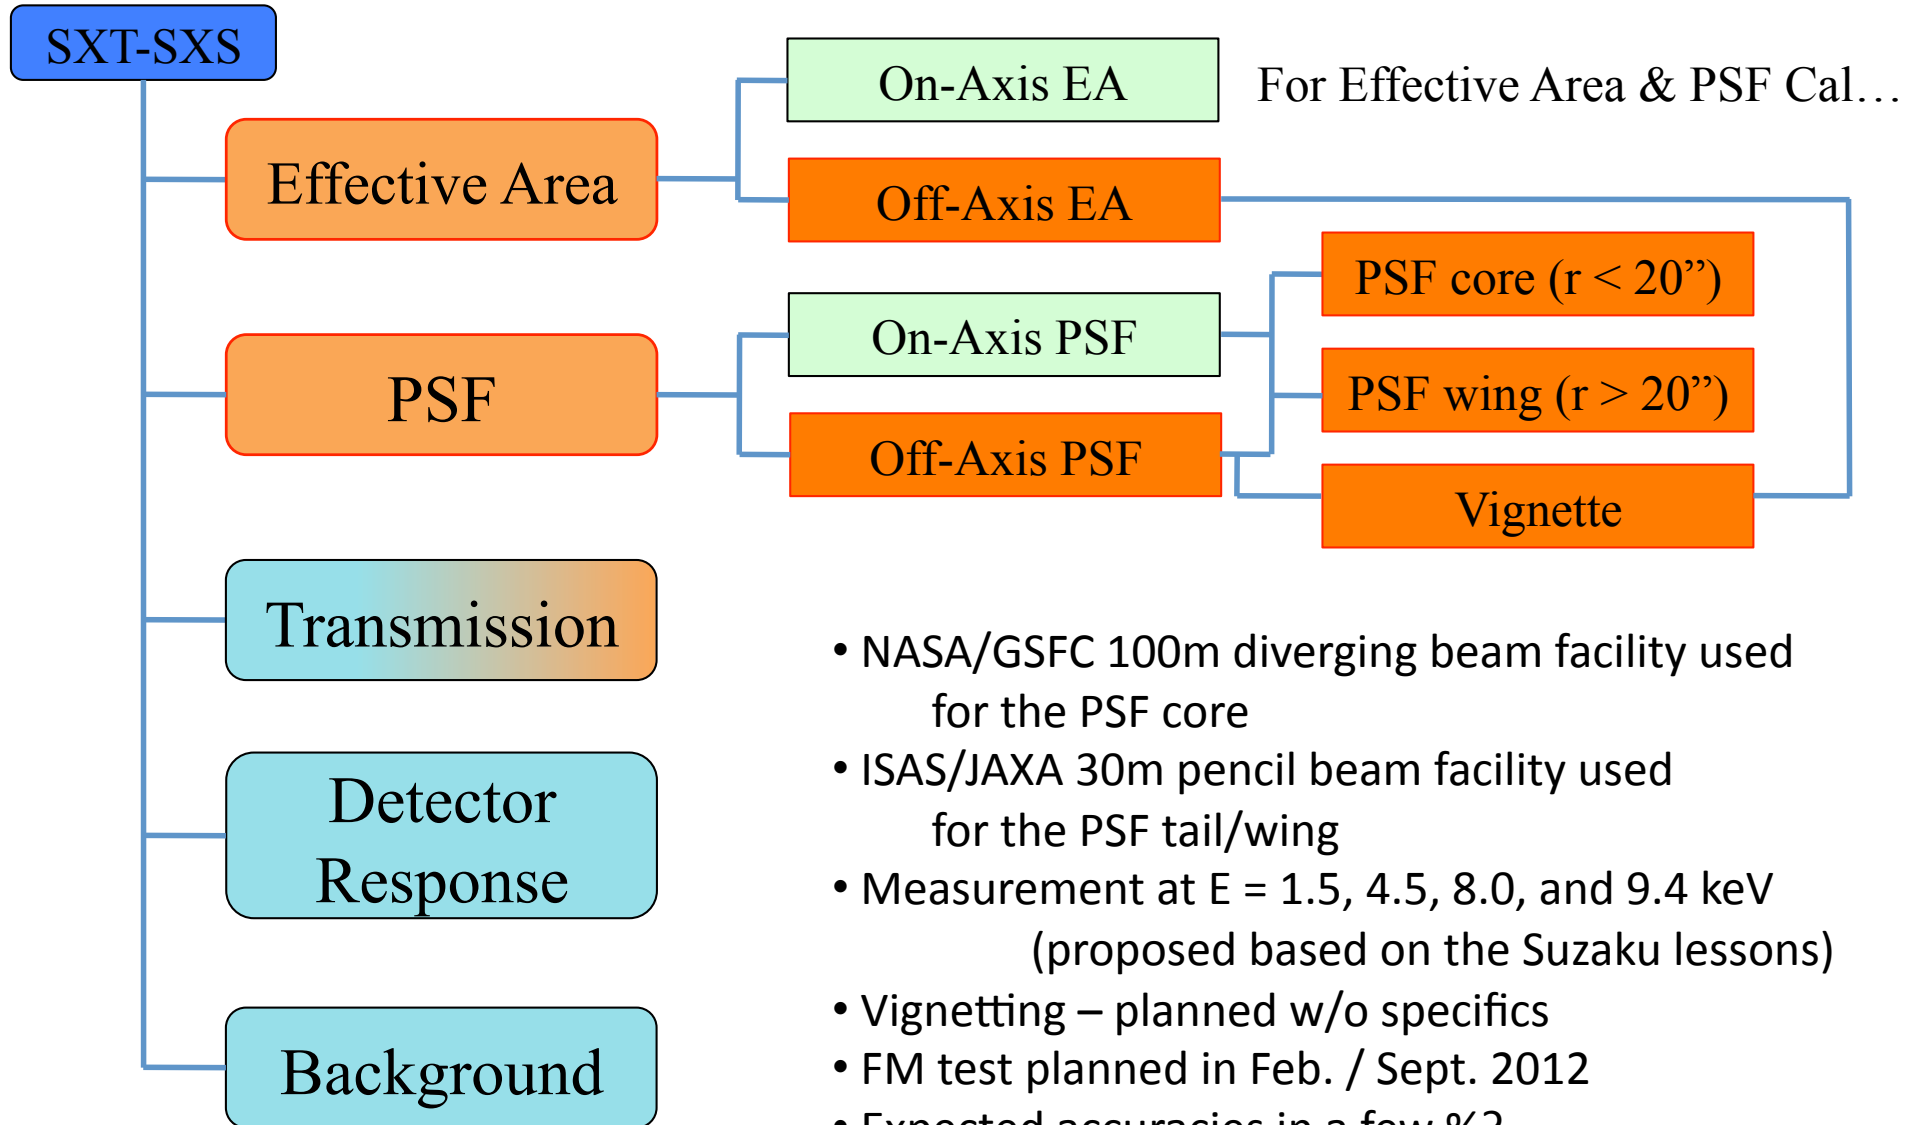 SXT-SXS
On-Axis EA
For Effective Area & PSF Cal…
Effective Area
Off-Axis EA
PSF core (r < 20”)
On-Axis PSF
PSF
PSF wing (r > 20”)
Off-Axis PSF
Vignette
Transmission
Detector
Response
Background
• NASA/GSFC 100m diverging beam facility used
for the PSF core
• ISAS/JAXA 30m pencil beam facility used
for the PSF tail/wing
• Measurement at E = 1.5, 4.5, 8.0, and 9.4 keV
(proposed based on the Suzaku lessons)
• Vignetting – planned w/o specifics
• FM test planned in Feb. / Sept. 2012
• Expected accuracies in a few %?